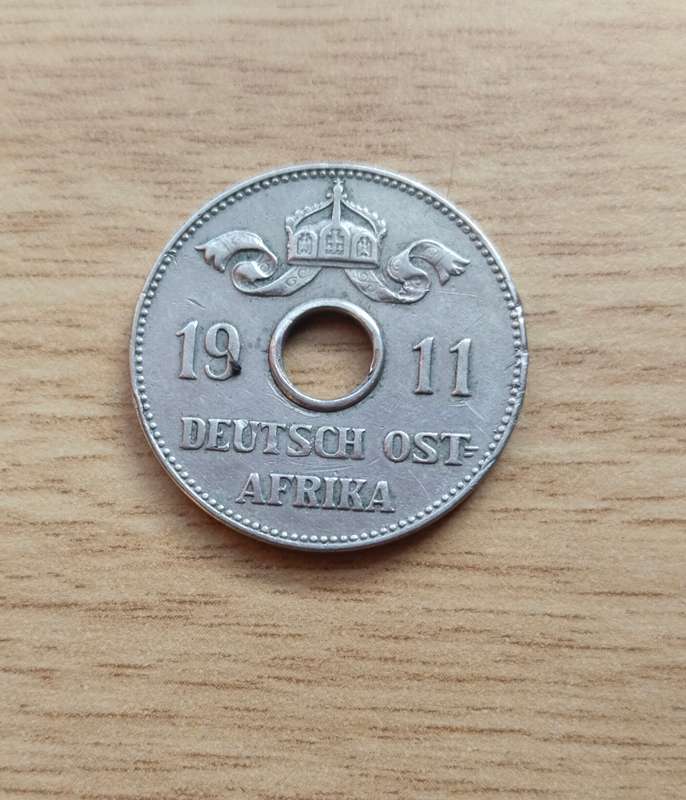 19 11
DEUTSCH OST=
AFRIKA